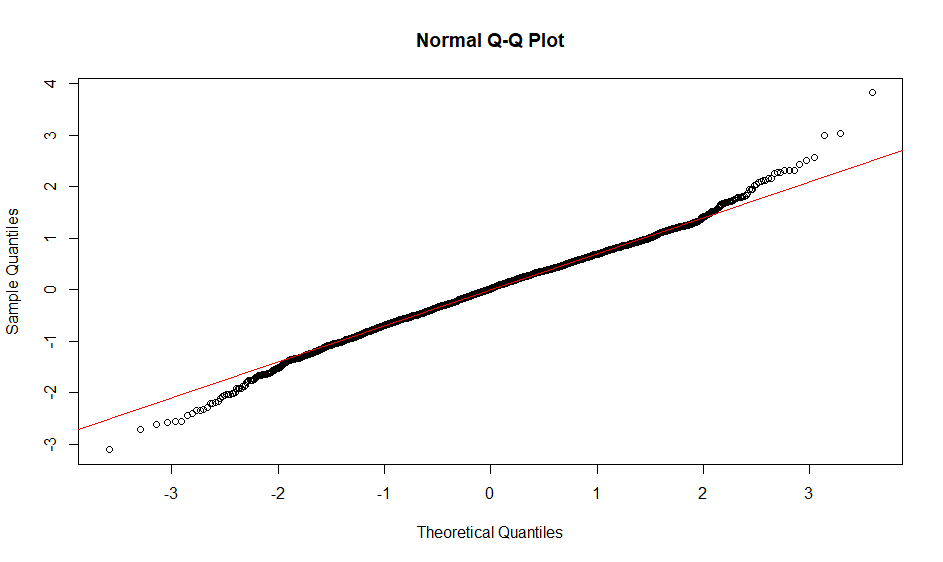 Normal Q-Q Plot
Sample Quantiles
4
3
2
1
0
-1
-2
-3
-3 -2 -1 0 1 2 3
Theoretical Quantiles